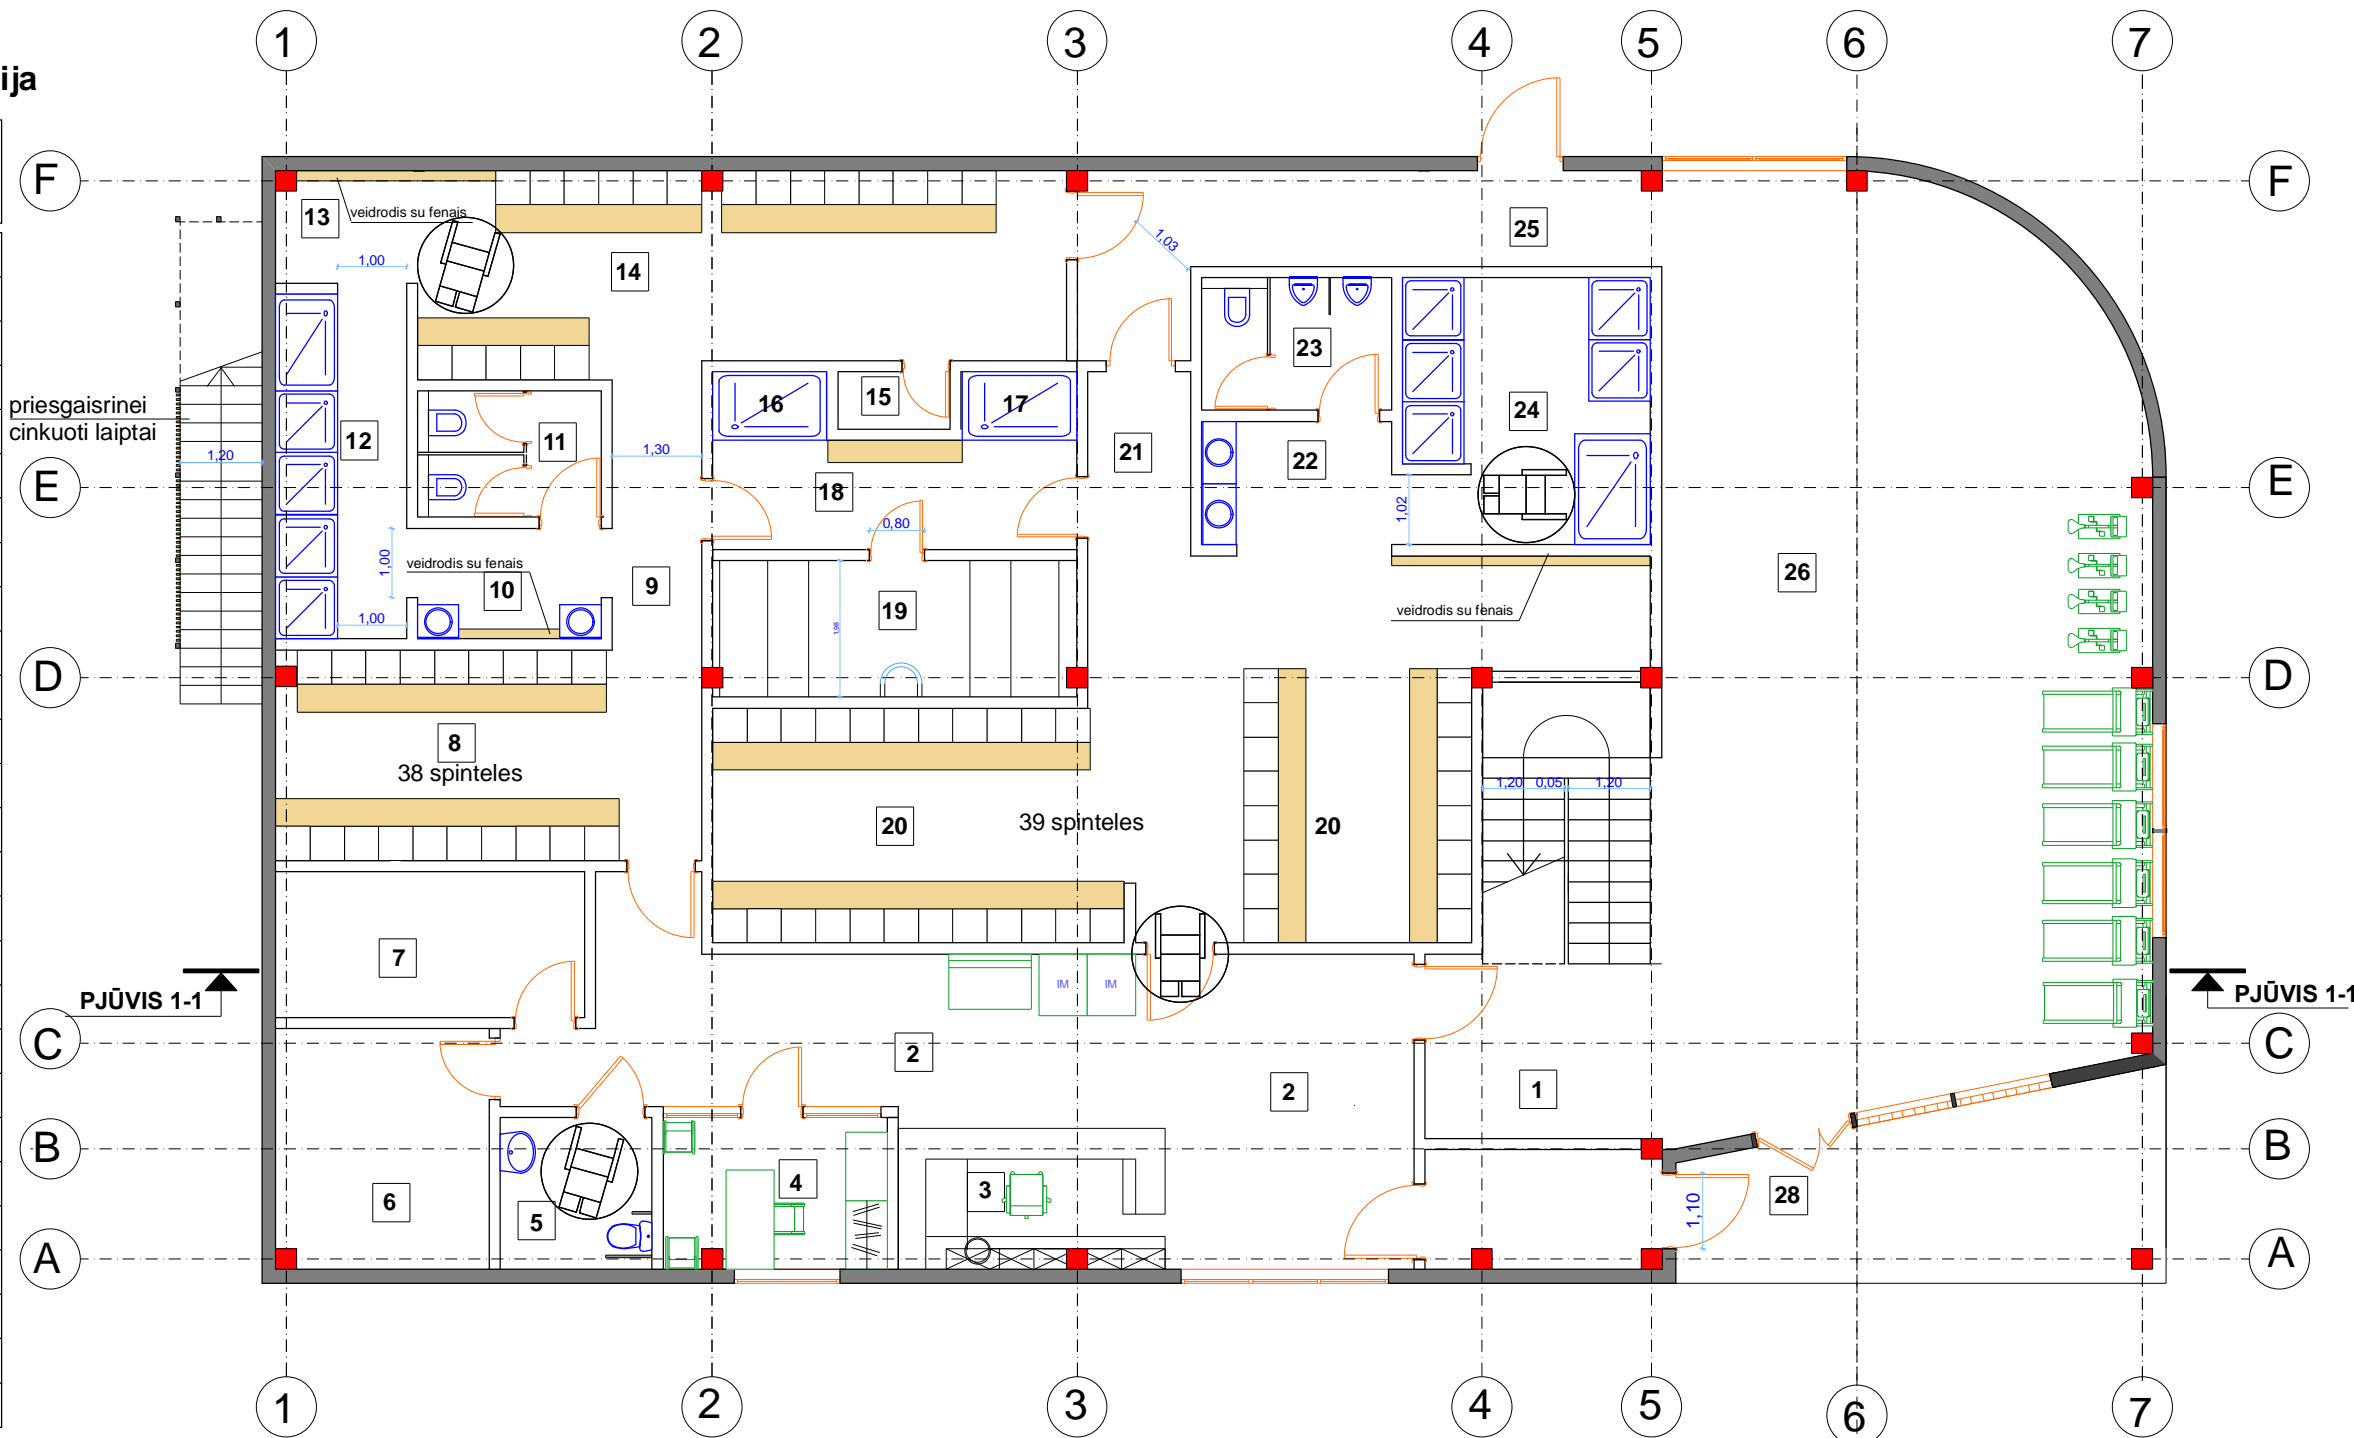 1 2 3 4 5 6 7
ija
F F
13
veidrodis su fenais
25
1,03
1,00
14
23
priesgaisrinei
cinkuoti laiptai
16 15 17
24
12 11
1,30
21
22
1,20
E E
18
1,02
0,80
1,00
veidrodis su fenais
10
9
26
19
1,98
veidrodis su fenais
1,00
D D
8
38 spinteles
1,20 0,05 1,20
20
39 spinteles
20
7
PJŪVIS 1-1
PJŪVIS 1-1
IM IM
C C
2
2
1
B B
6
5
4
3
28
1,10
A A
1 2 3 4 5 6 7